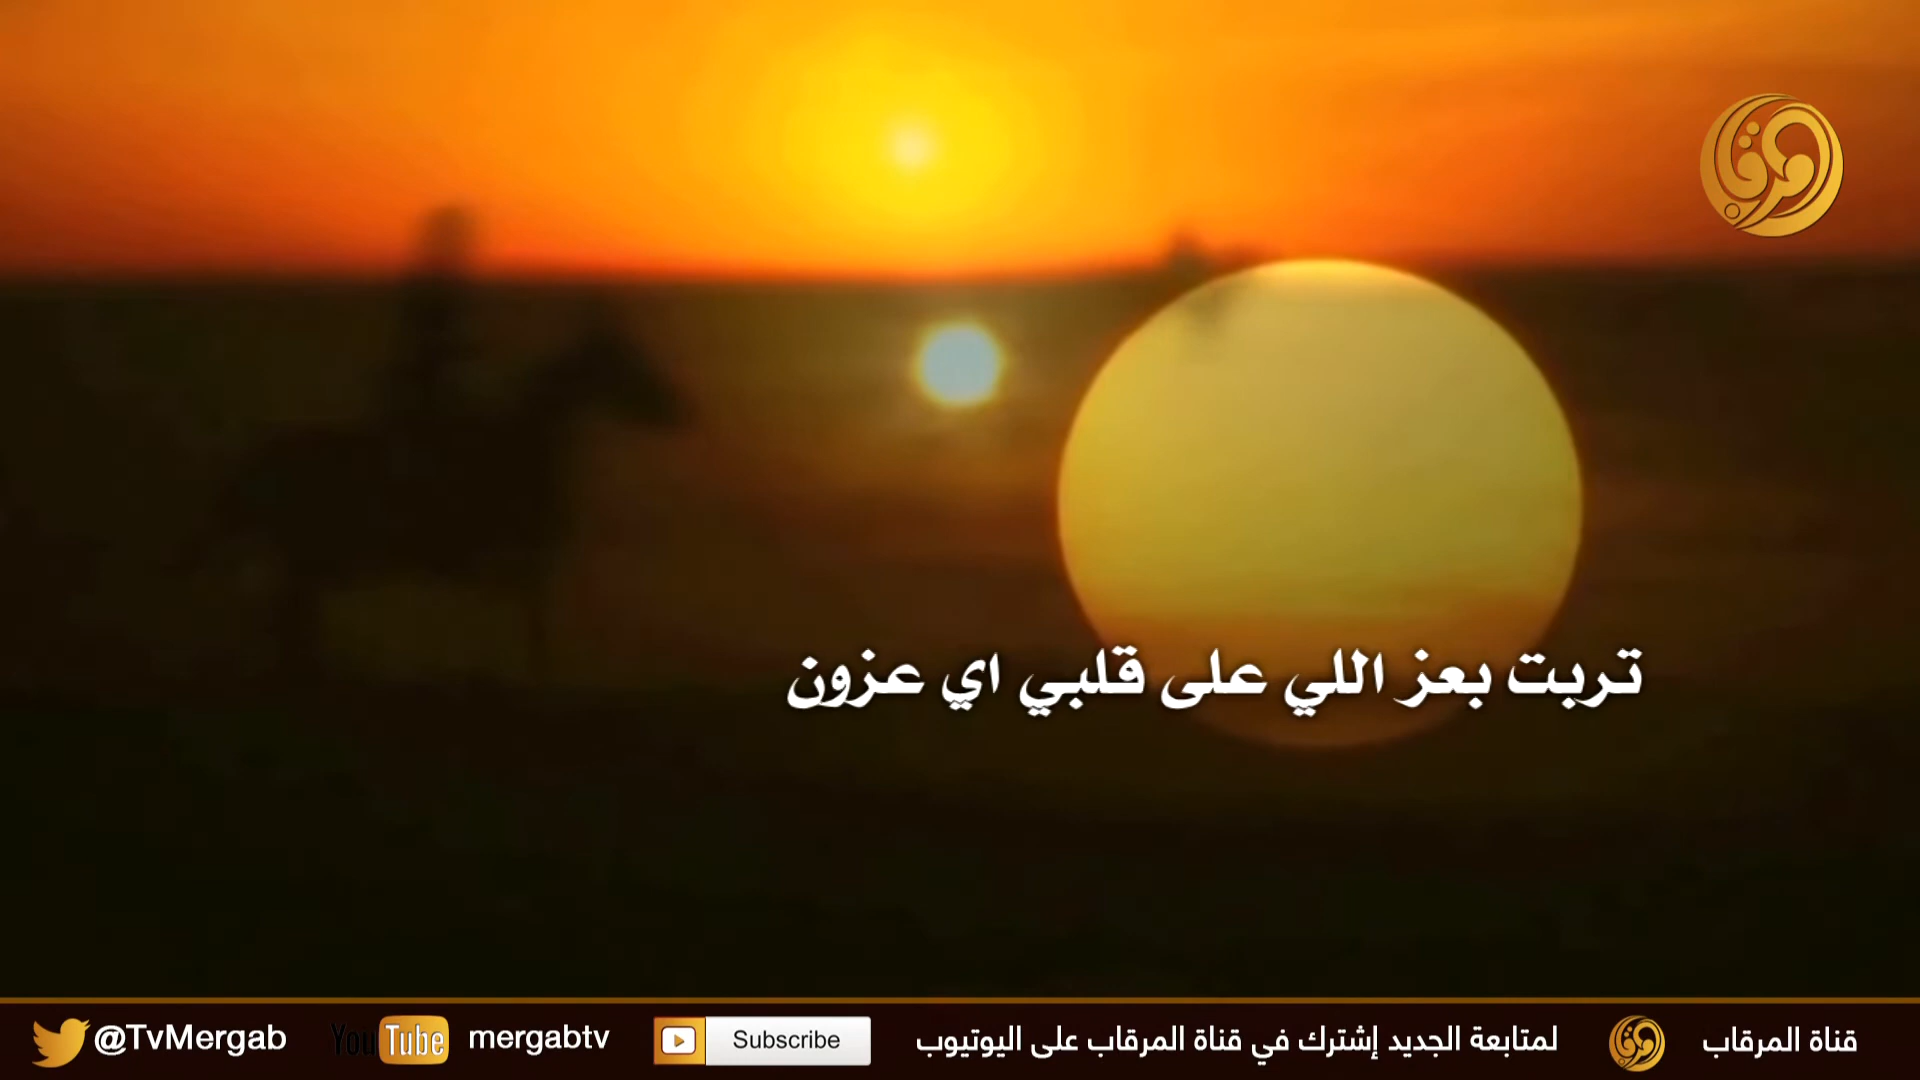 تربت بعز اللي على قلبي اي عزون
@TvMergab
YouTube mergabtv
Subscribe
لمتابعة الجديد إشترك في قناة المرقاب على اليوتيوب
قناة المرقاب